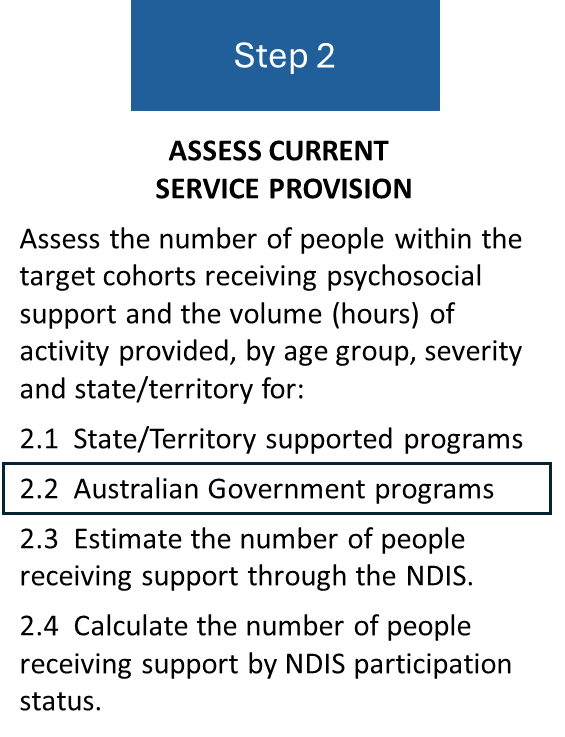 Step 2
ASSESS CURRENT
SERVICE PROVISION
Assess the number of people within the
target cohorts receiving psychosocial
support and the volume (hours) of
activity provided, by age group, severity
and state/territory for:
2.1 State/Territory supported programs
2.2 Australian Government programs
2.3 Estimate the number of people
receiving support through the NDIS.
2.4 Calculate the number of people
receiving support by NDIS participation
status.